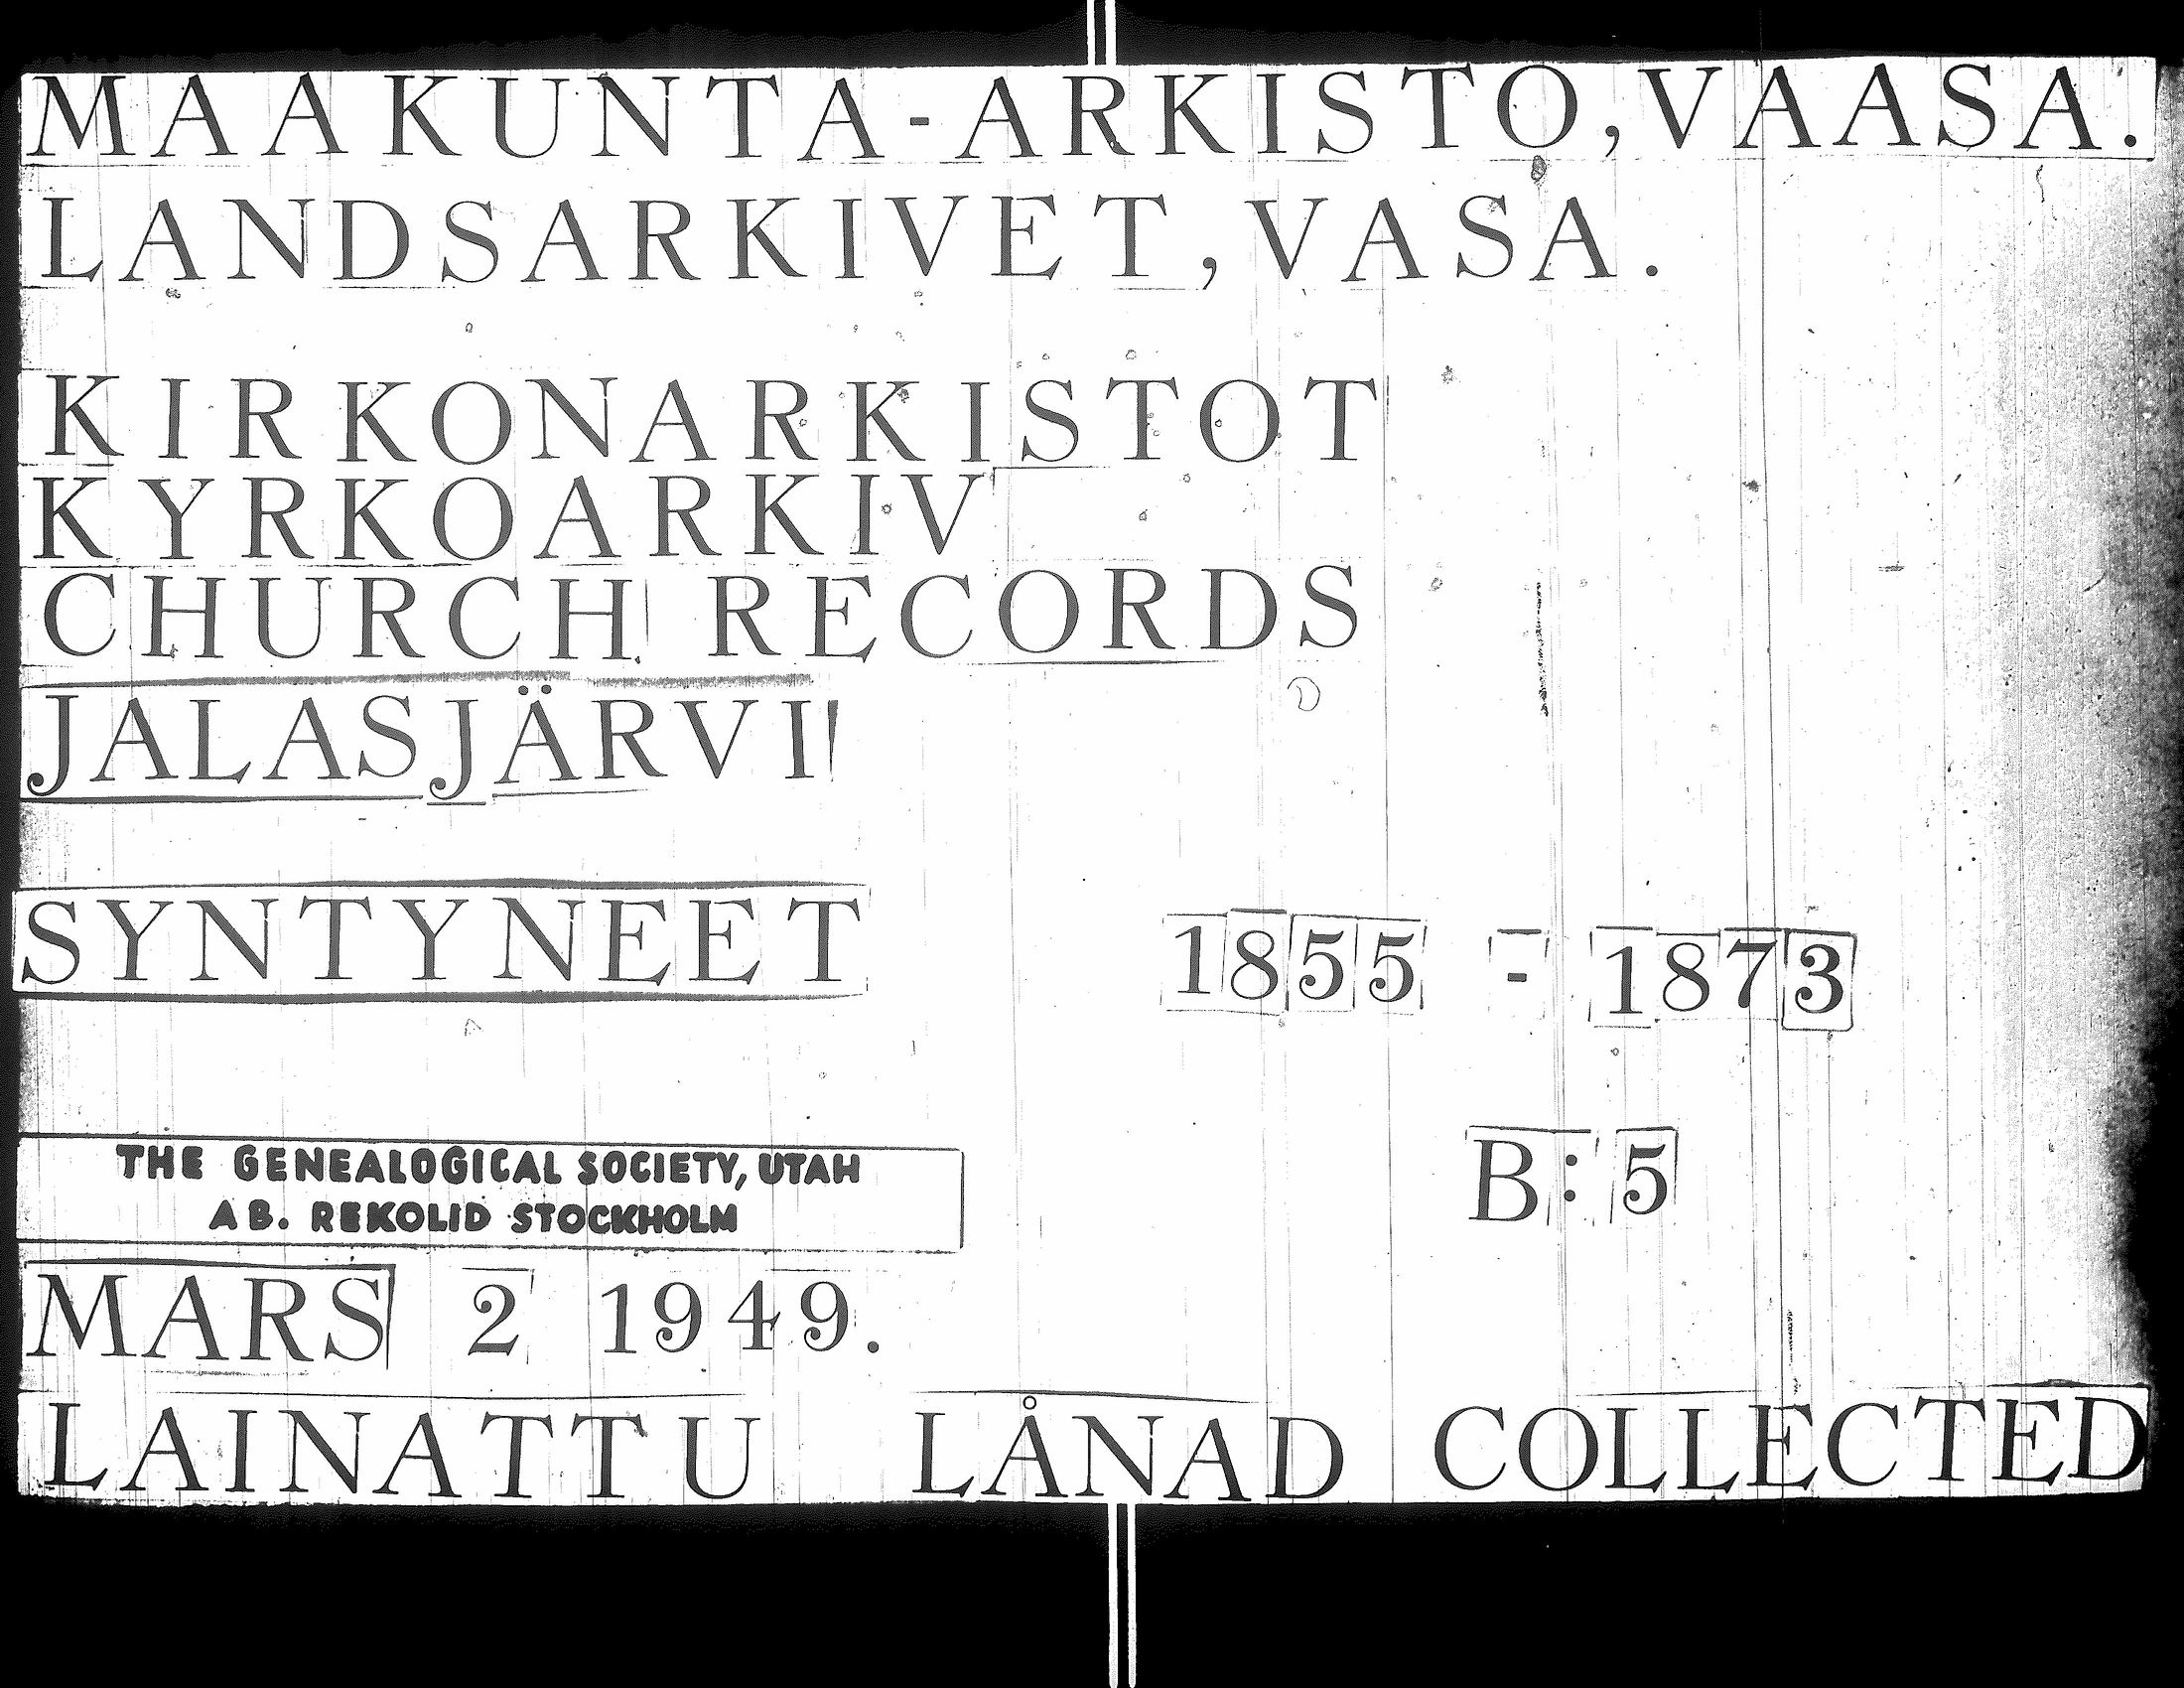 MAAKUNTA-ARKISTO, VAASA.
LANDSARKIVET, VASA.
KIRKONARKISTOT
KYRKOARKIV
CHURCH RECORDS
JALASJÄRVI
SYNTYNEET 1855 - 1873
B: 5
THE GENEALOGICAL SOCIETY, UTAH
AB. REKOLID STOCKHOLM
MARS 2 1949.
LAINATTU LÅNAD COLLECTED